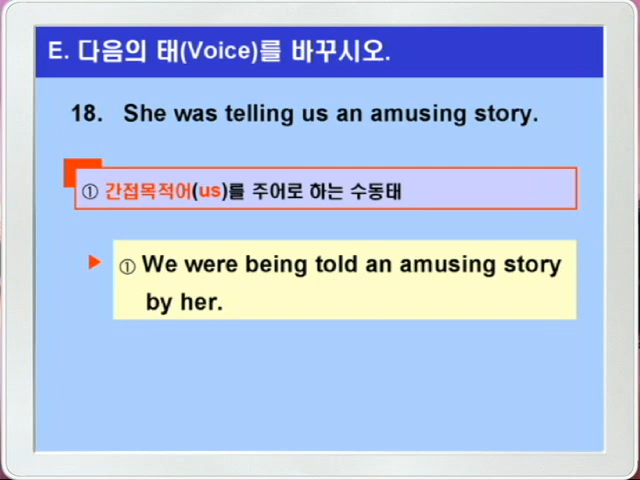 E. 다음의 태(Voice)를 바꾸시오.
18. She was telling us an amusing story.
① 간접목적어(us)를 주어로 하는 수동태
① We were being told an amusing story
by her.